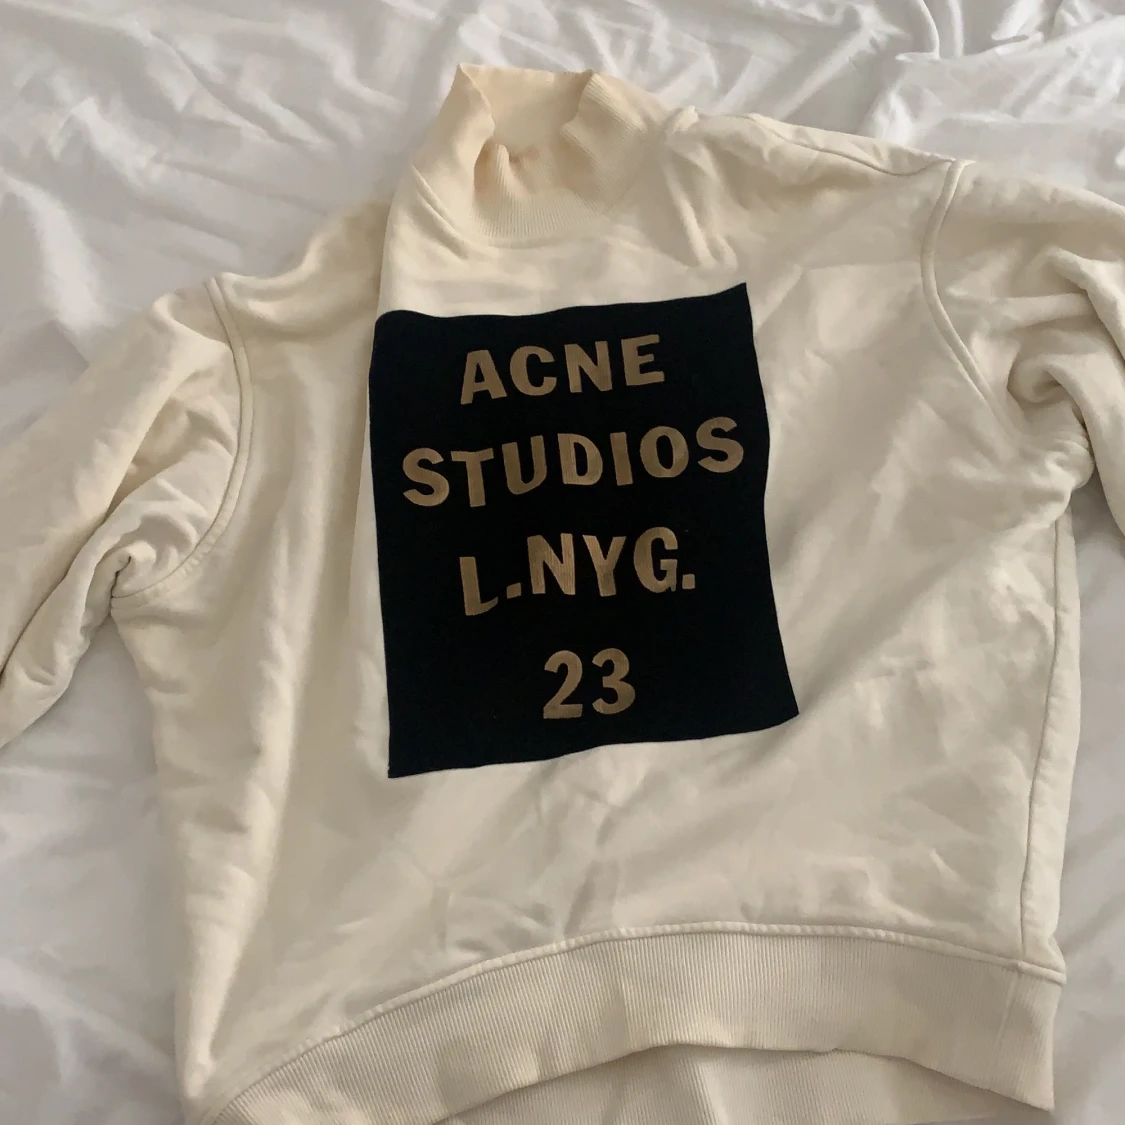 ACNE
STUDIOS
L.NYG.
23